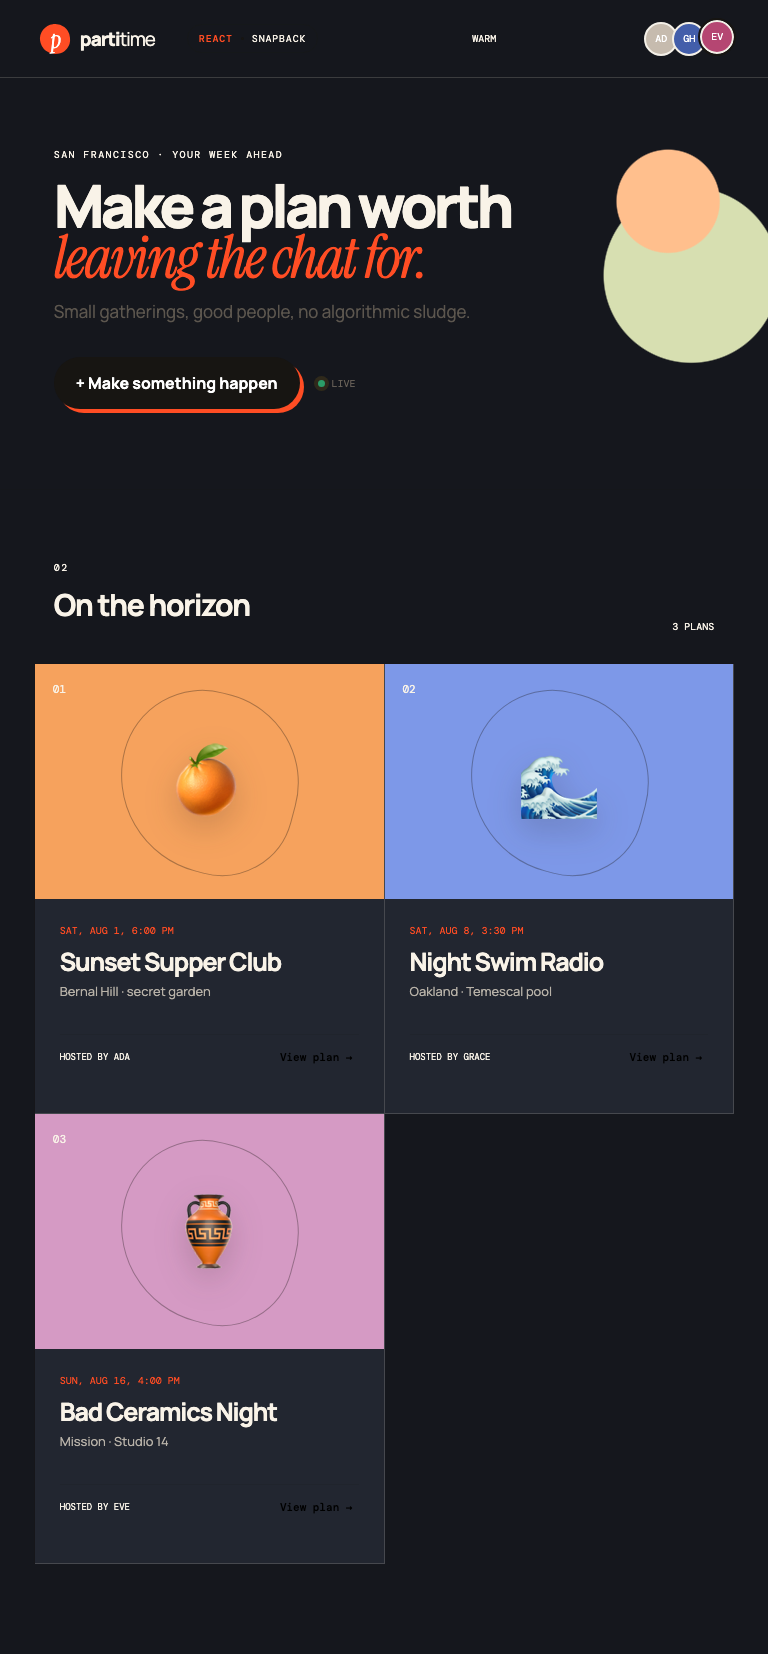 p partitime REACT SNAPBACK WARM AD GH EV
SAN FRANCISCO · YOUR WEEK AHEAD
Make a plan worth
leaving the chat for.
Small gatherings, good people, no algorithmic sludge.
+ Make something happen LIVE
02
On the horizon
3 PLANS
01
SAT, AUG 1, 6:00 PM
Sunset Supper Club
Bernal Hill · secret garden
HOSTED BY ADA View plan →
02
SAT, AUG 8, 3:30 PM
Night Swim Radio
Oakland · Temescal pool
HOSTED BY GRACE View plan →
03
SUN, AUG 16, 4:00 PM
Bad Ceramics Night
Mission · Studio 14
HOSTED BY EVE View plan →